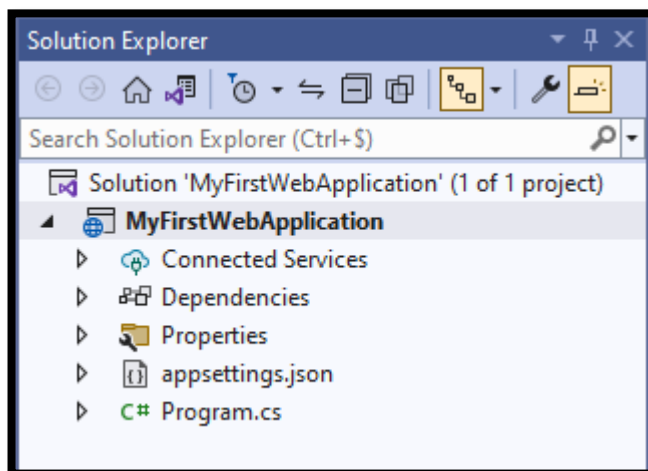 Solution Explorer
Search Solution Explorer (Ctrl+$)
Solution 'MyFirstWebApplication' (1 of 1 project)
MyFirstWebApplication
Connected Services
Dependencies
Properties
{} appsettings.json
C# Program.cs